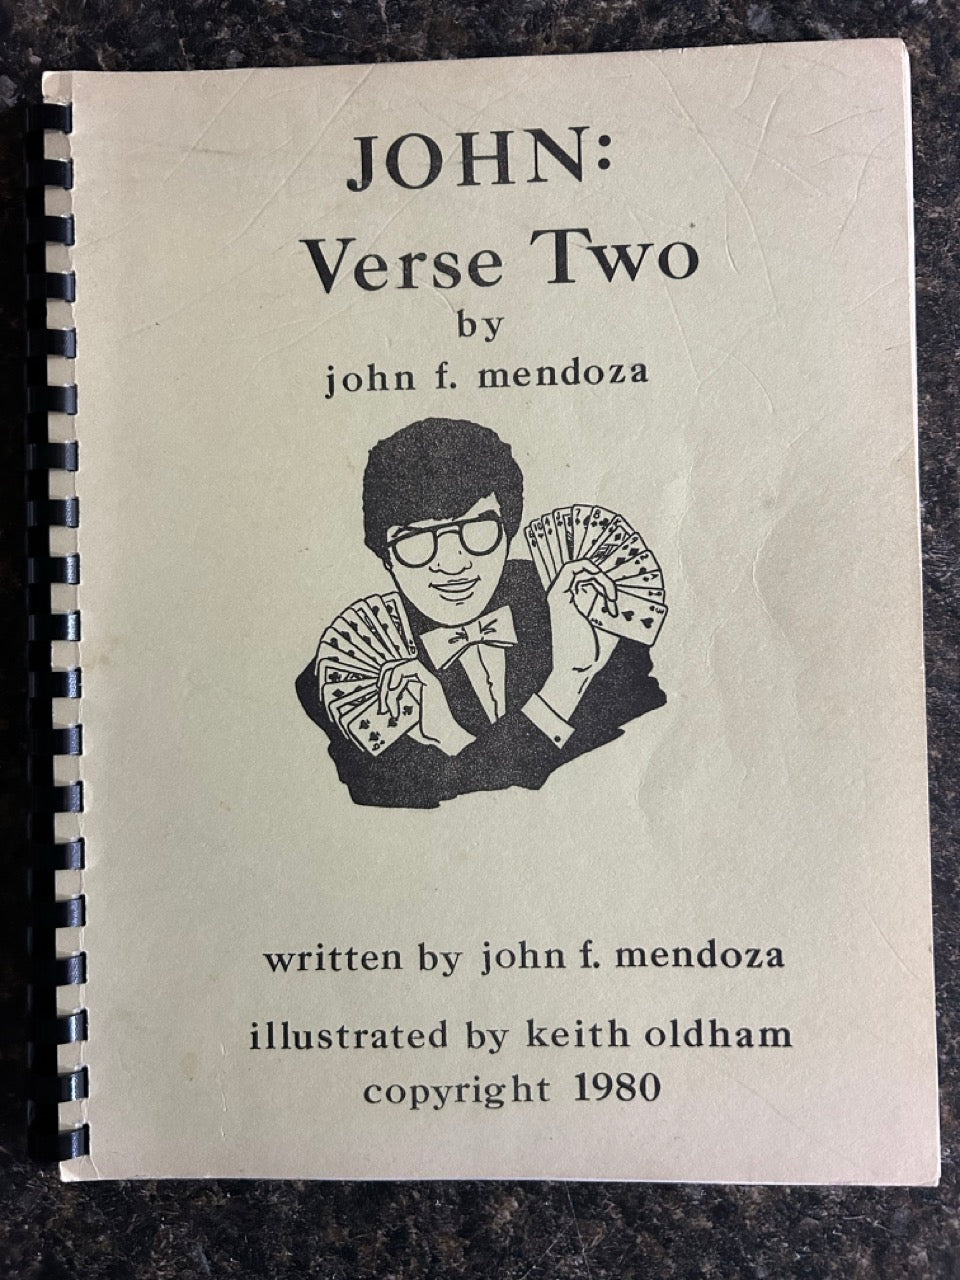 JOHN:
Verse Two
by
john f. mendoza
written by john f. mendoza
illustrated by keith oldham
copyright 1980